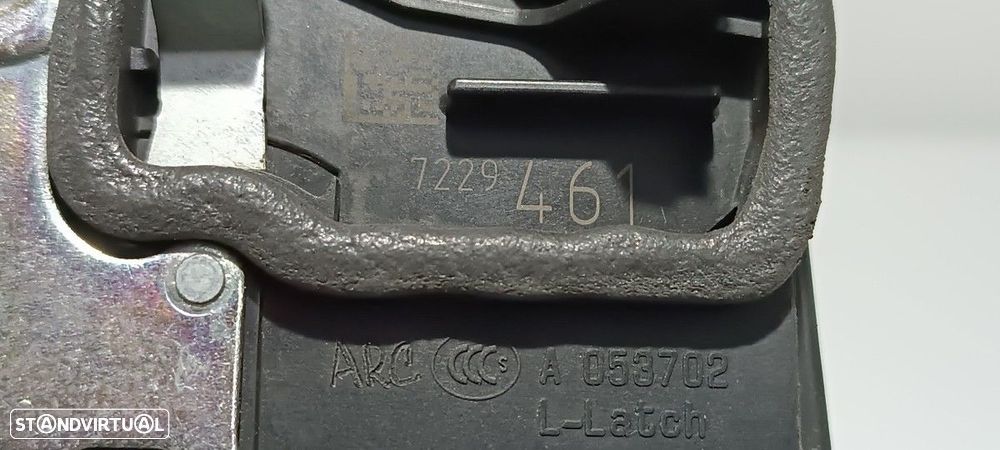 7229 461
ARC CCC S A 053702
L-Latch
STANDVIRTUAL